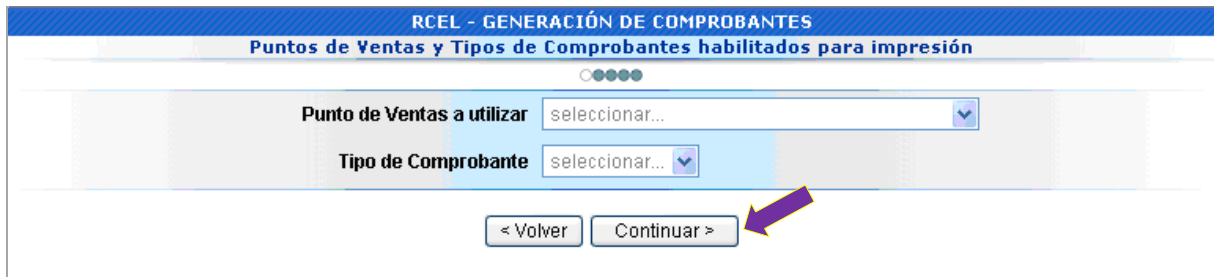 RCEL - GENERACIÓN DE COMPROBANTES
Puntos de Ventas y Tipos de Comprobantes habilitados para impresión
Punto de Ventas a utilizar seleccionar...
Tipo de Comprobante seleccionar...
< Volver Continuar >